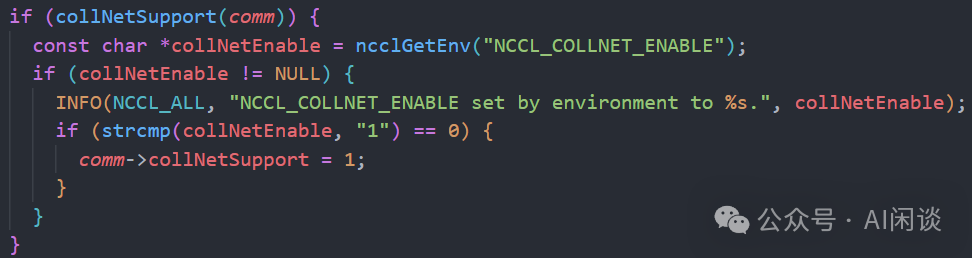 if (collNetSupport(comm)) {
  const char *collNetEnable = ncclGetEnv("NCCL_COLLNET_ENABLE");
  if (collNetEnable != NULL) {
    INFO(NCCL_ALL, "NCCL_COLLNET_ENABLE set by environment to %s.", collNetEnable);
    if (strcmp(collNetEnable, "1") == 0) {
      comm->collNetSupport = 1;
    }
  }
}
公众号 · AI闲谈